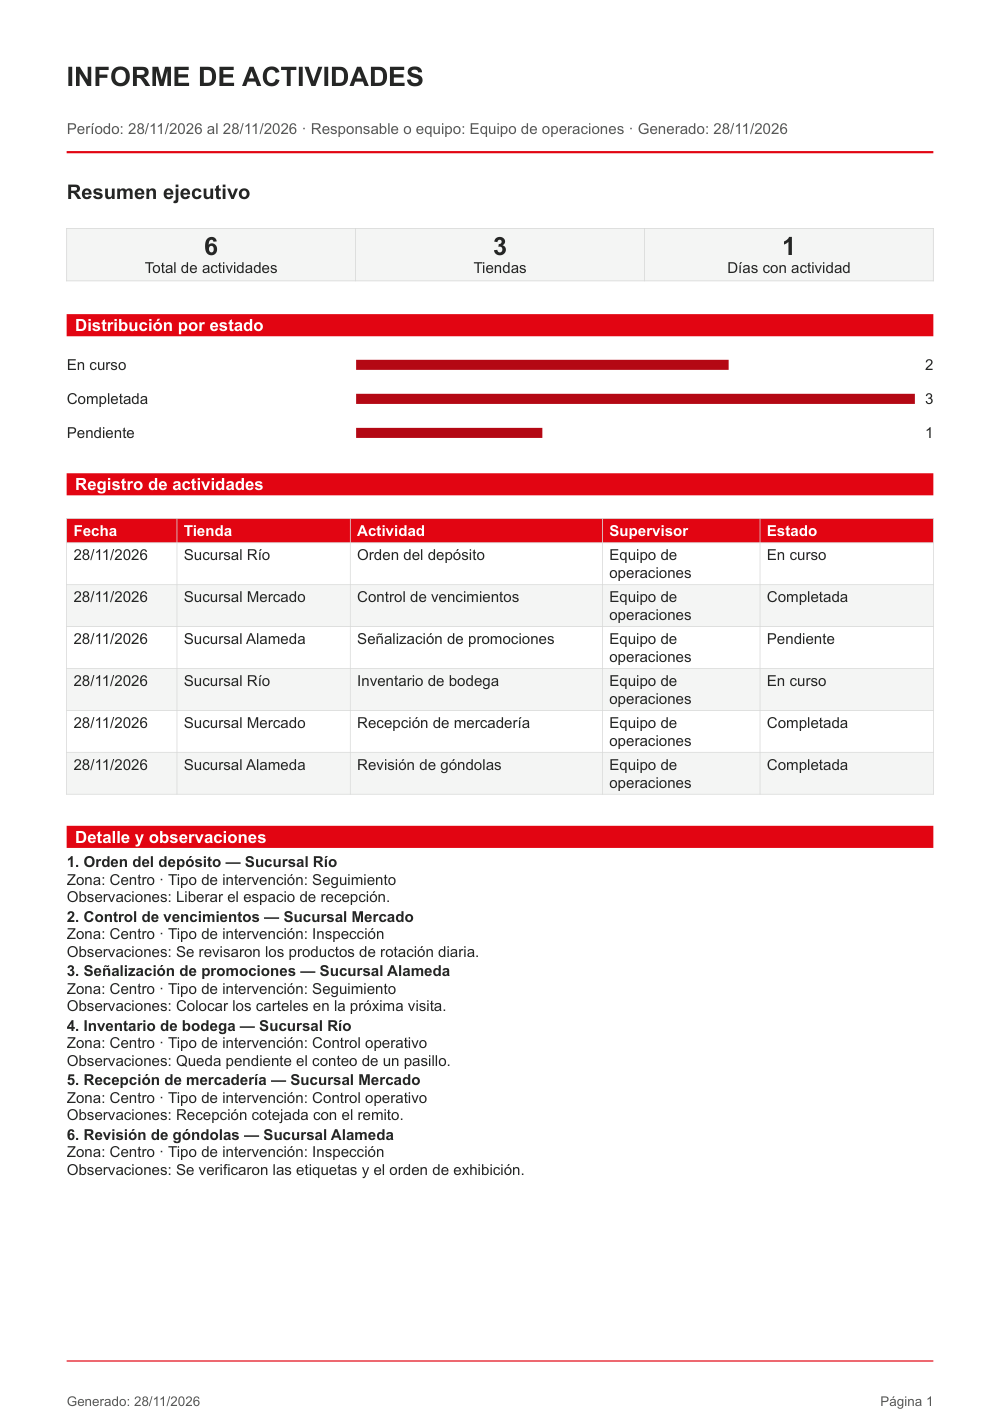 INFORME DE ACTIVIDADES
Período: 28/11/2026 al 28/11/2026 · Responsable o equipo: Equipo de operaciones · Generado: 28/11/2026
Resumen ejecutivo
6
Total de actividades
3
Tiendas
1
Días con actividad
Distribución por estado
En curso 2
Completada 3
Pendiente 1
Registro de actividades
Fecha Tienda Actividad Supervisor Estado
28/11/2026 Sucursal Río Orden del depósito Equipo de operaciones En curso
28/11/2026 Sucursal Mercado Control de vencimientos Equipo de operaciones Completada
28/11/2026 Sucursal Alameda Señalización de promociones Equipo de operaciones Pendiente
28/11/2026 Sucursal Río Inventario de bodega Equipo de operaciones En curso
28/11/2026 Sucursal Mercado Recepción de mercadería Equipo de operaciones Completada
28/11/2026 Sucursal Alameda Revisión de góndolas Equipo de operaciones Completada
Detalle y observaciones
1. Orden del depósito — Sucursal Río
Zona: Centro · Tipo de intervención: Seguimiento
Observaciones: Liberar el espacio de recepción.
2. Control de vencimientos — Sucursal Mercado
Zona: Centro · Tipo de intervención: Inspección
Observaciones: Se revisaron los productos de rotación diaria.
3. Señalización de promociones — Sucursal Alameda
Zona: Centro · Tipo de intervención: Seguimiento
Observaciones: Colocar los carteles en la próxima visita.
4. Inventario de bodega — Sucursal Río
Zona: Centro · Tipo de intervención: Control operativo
Observaciones: Queda pendiente el conteo de un pasillo.
5. Recepción de mercadería — Sucursal Mercado
Zona: Centro · Tipo de intervención: Control operativo
Observaciones: Recepción cotejada con el remito.
6. Revisión de góndolas — Sucursal Alameda
Zona: Centro · Tipo de intervención: Inspección
Observaciones: Se verificaron las etiquetas y el orden de exhibición.
Generado: 28/11/2026 Página 1